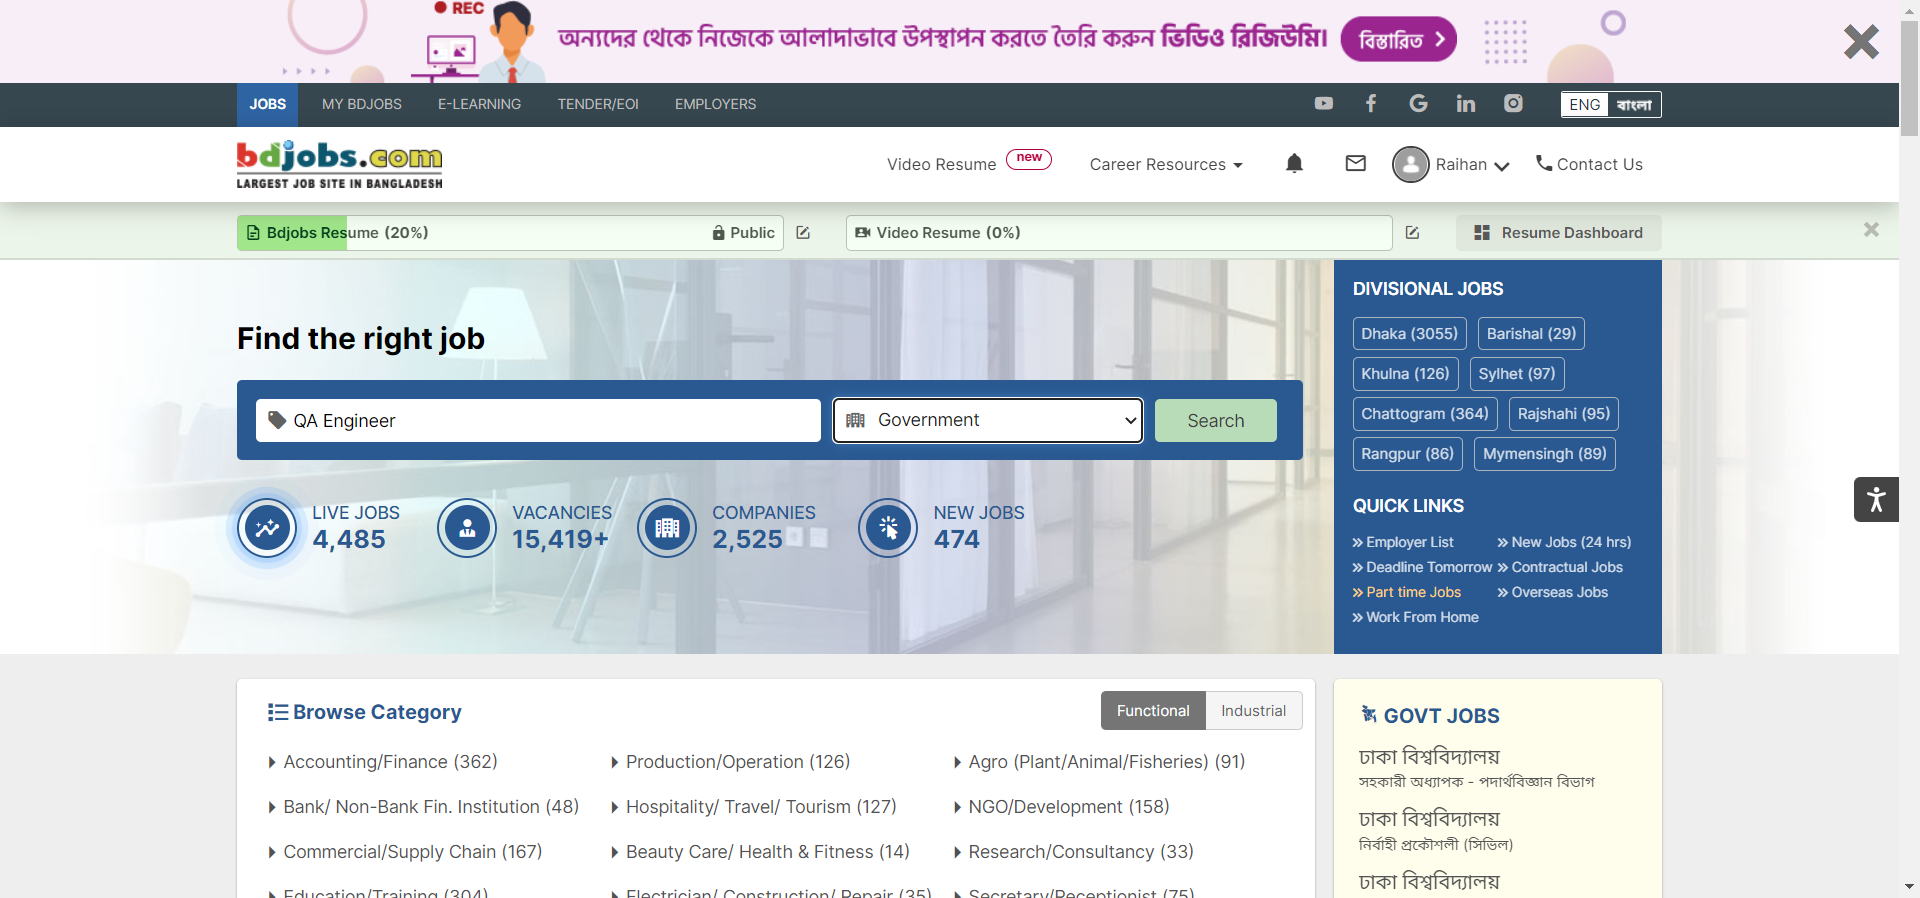 REC
অন্যদের থেকে নিজেকে আলাদাভাবে উপস্থাপন করতে তৈরি করুন ভিডিও রিজিউমি।
বিস্তারিত
JOBS MY BDJOBS E-LEARNING TENDER/EOI EMPLOYERS ENG বাংলা
bdjobs.com
LARGEST JOB SITE IN BANGLADESH
Video Resume new Career Resources Raihan Contact Us
Bdjobs Resume (20%) Public Video Resume (0%) Resume Dashboard
Find the right job
QA Engineer Government Search
LIVE JOBS
4,485
VACANCIES
15,419+
COMPANIES
2,525
NEW JOBS
474
DIVISIONAL JOBS
Dhaka (3055) Barishal (29)
Khulna (126) Sylhet (97)
Chattogram (364) Rajshahi (95)
Rangpur (86) Mymensingh (89)
QUICK LINKS
Employer List New Jobs (24 hrs)
Deadline Tomorrow Contractual Jobs
Part time Jobs Overseas Jobs
Work From Home
Browse Category Functional Industrial
Accounting/Finance (362) Production/Operation (126) Agro (Plant/Animal/Fisheries) (91)
Bank/ Non-Bank Fin. Institution (48) Hospitality/ Travel/ Tourism (127) NGO/Development (158)
Commercial/Supply Chain (167) Beauty Care/ Health & Fitness (14) Research/Consultancy (33)
Education/Training (304) Electrician/ Construction/ Repair (35) Secretary/Receptionist (75)
GOVT JOBS
ঢাকা বিশ্ববিদ্যালয়
সহকারী অধ্যাপক - পদার্থবিজ্ঞান বিভাগ
ঢাকা বিশ্ববিদ্যালয়
নির্বাহী প্রকৌশলী (সিভিল)
ঢাকা বিশ্ববিদ্যালয়